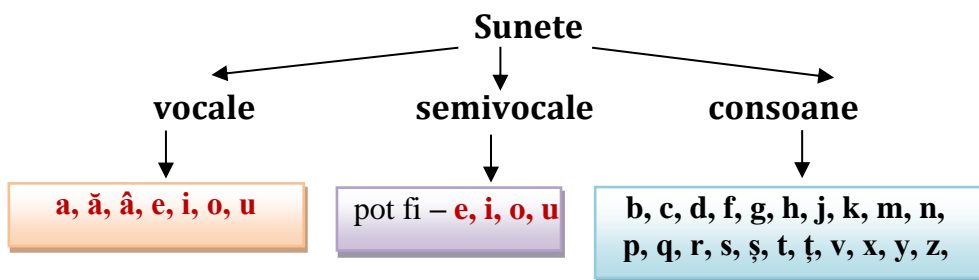 Sunete
vocale semivocale consoane
a, ă, â, e, i, o, u
pot fi – e, i, o, u
b, c, d, f, g, h, j, k, m, n,
p, q, r, s, ș, t, ț, v, x, y, z,